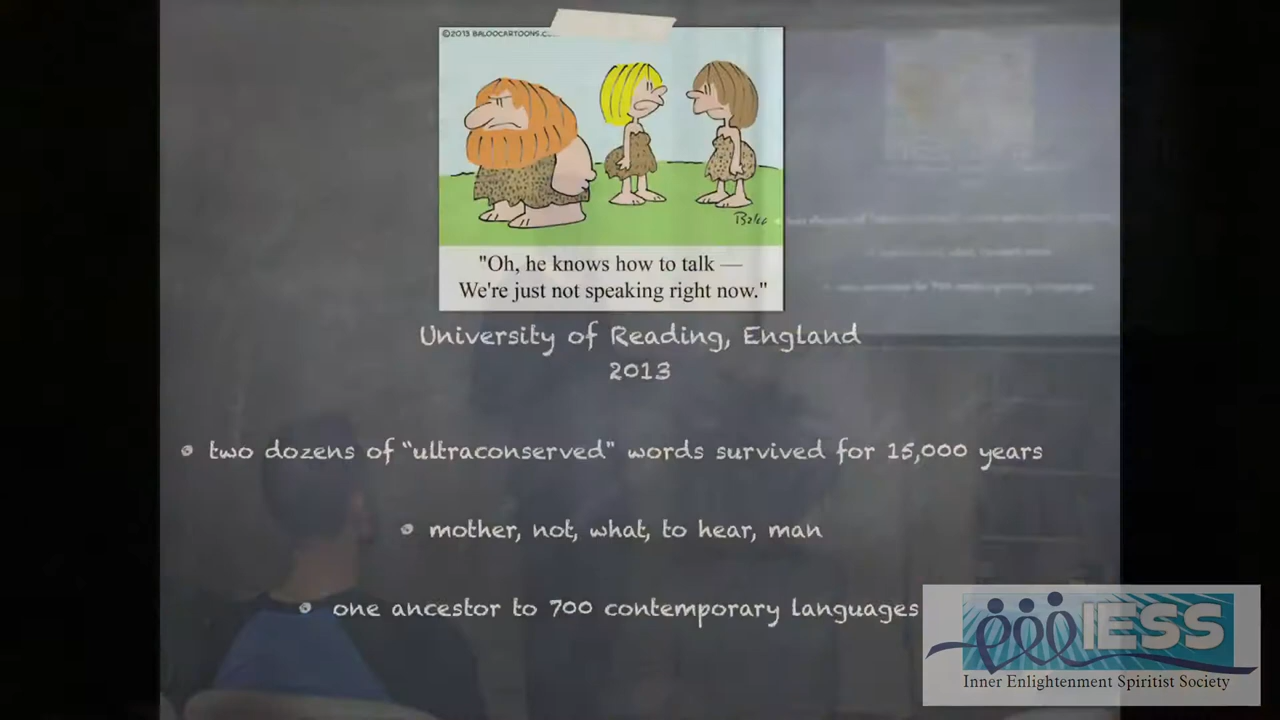 ©2013 BALOOCARTOONS.C...
Baloo
"Oh, he knows how to talk —
We're just not speaking right now."
University of Reading, England
2013
two dozens of “ultraconserved” words survived for 15,000 years
mother, not, what, to hear, man
one ancestor to 700 contemporary languages
IESS
Inner Enlightenment Spiritist Society